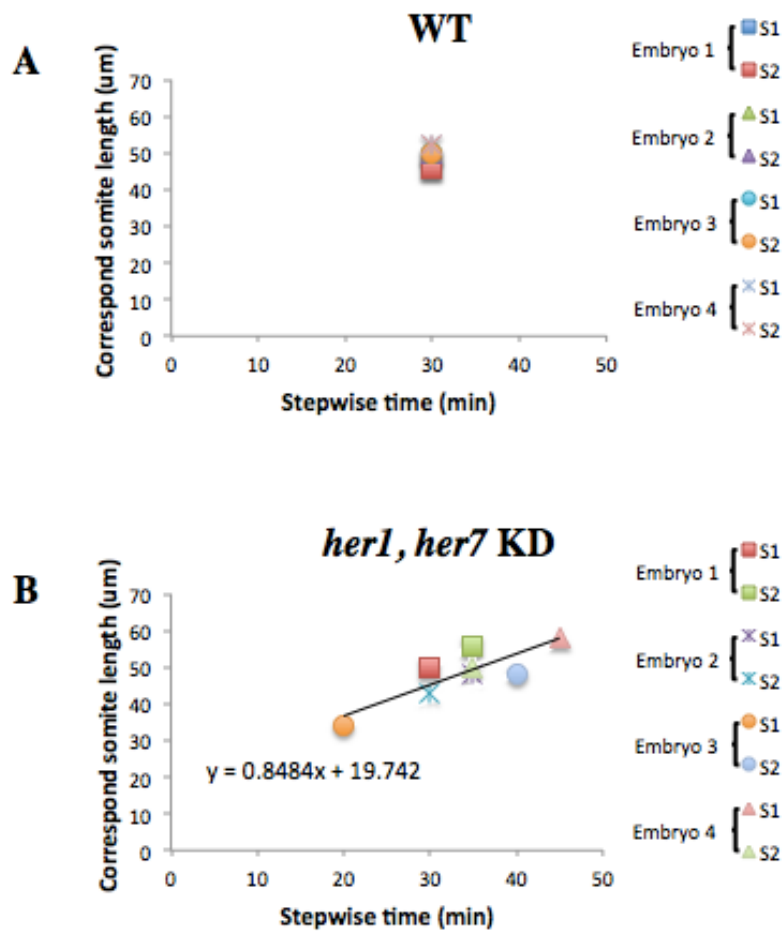 WT
A
Correspond somite length (um)
70
60
50
40
30
20
10
0
0 10 20 30 40 50
Stepwise time (min)
Embryo 1
S1
S2
Embryo 2
S1
S2
Embryo 3
S1
S2
Embryo 4
S1
S2
her1, her7 KD
B
Correspond somite length (um)
70
60
50
40
30
20
10
0
y = 0.8484x + 19.742
0 10 20 30 40 50
Stepwise time (min)
Embryo 1
S1
S2
Embryo 2
S1
S2
Embryo 3
S1
S2
Embryo 4
S1
S2